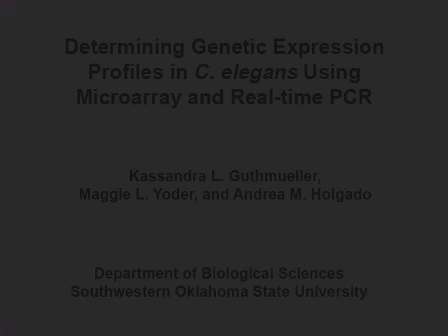 Determining Genetic Expression
Profiles in C. elegans Using
Microarray and Real-time PCR
Kassandra L. Guthmueller,
Maggie L. Yoder, and Andrea M. Holgado
Department of Biological Sciences
Southwestern Oklahoma State University